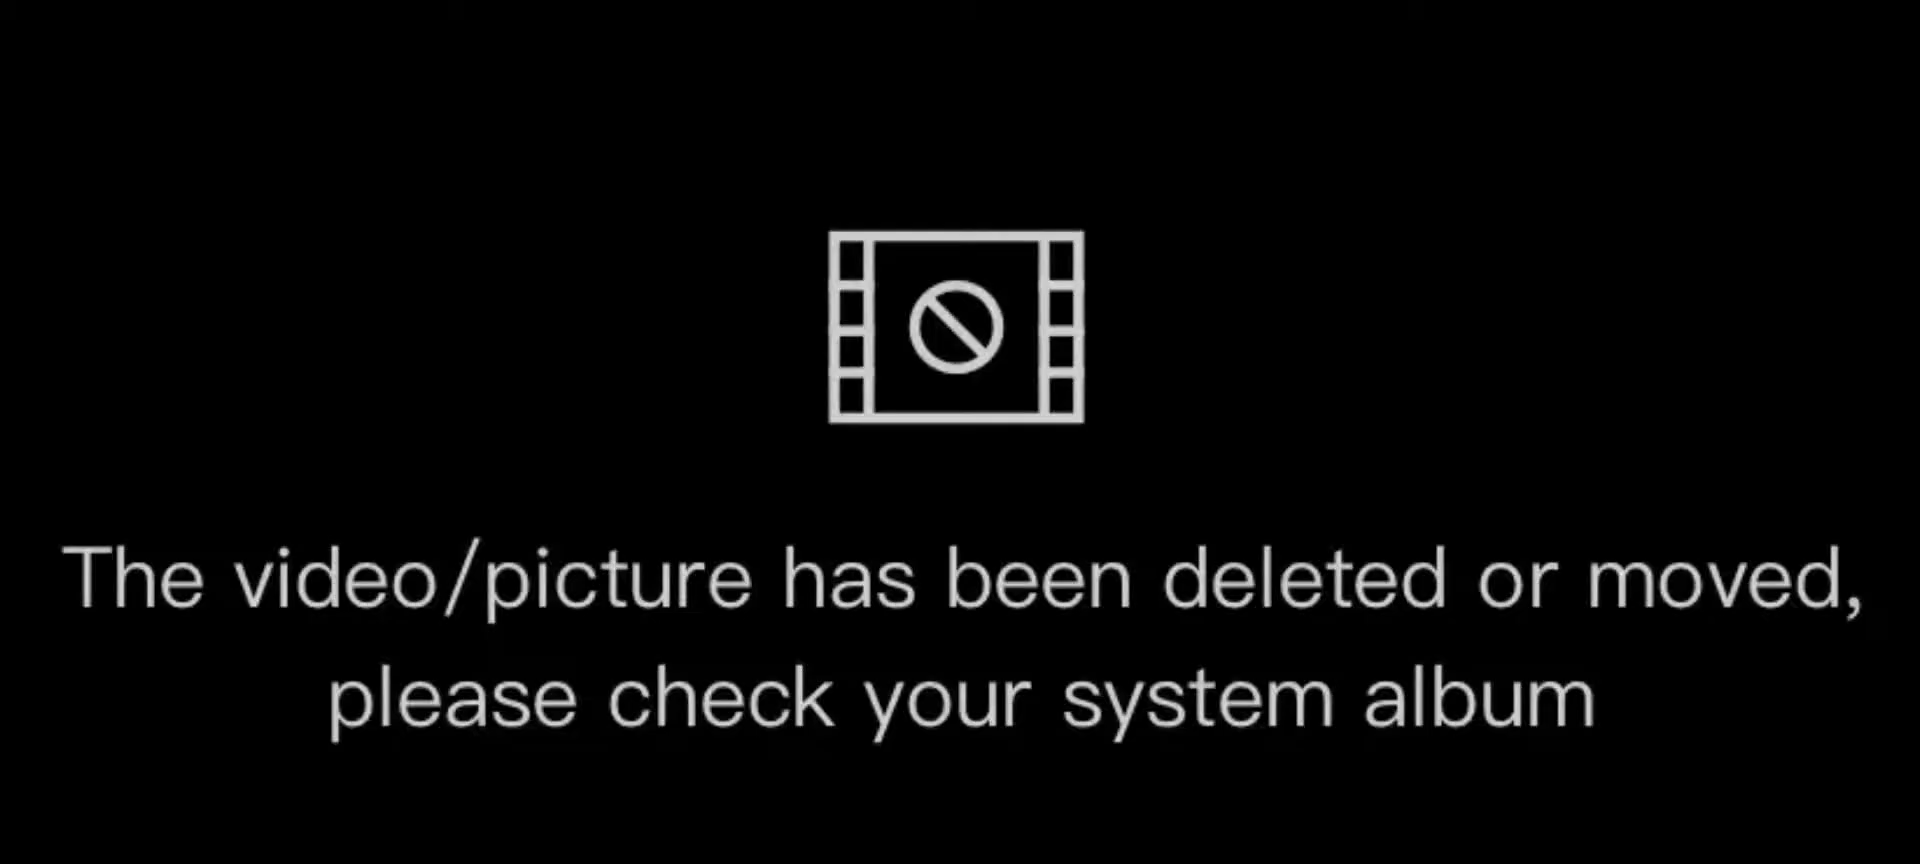 The video/picture has been deleted or moved,
please check your system album